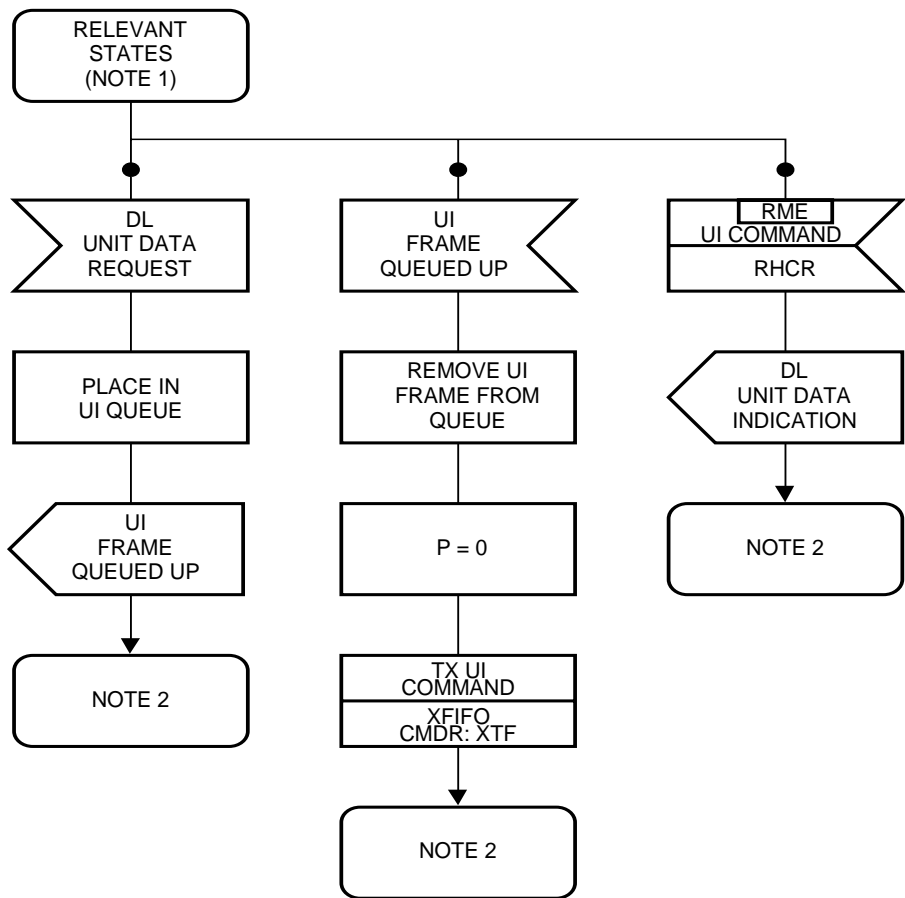 RELEVANT
STATES
(NOTE 1)
DL
UNIT DATA
REQUEST
PLACE IN
UI QUEUE
UI
FRAME
QUEUED UP
NOTE 2
UI
FRAME
QUEUED UP
REMOVE UI
FRAME FROM
QUEUE
P = 0
TX UI
COMMAND
XFIFO
CMDR: XTF
NOTE 2
RME
UI COMMAND
RHCR
DL
UNIT DATA
INDICATION
NOTE 2